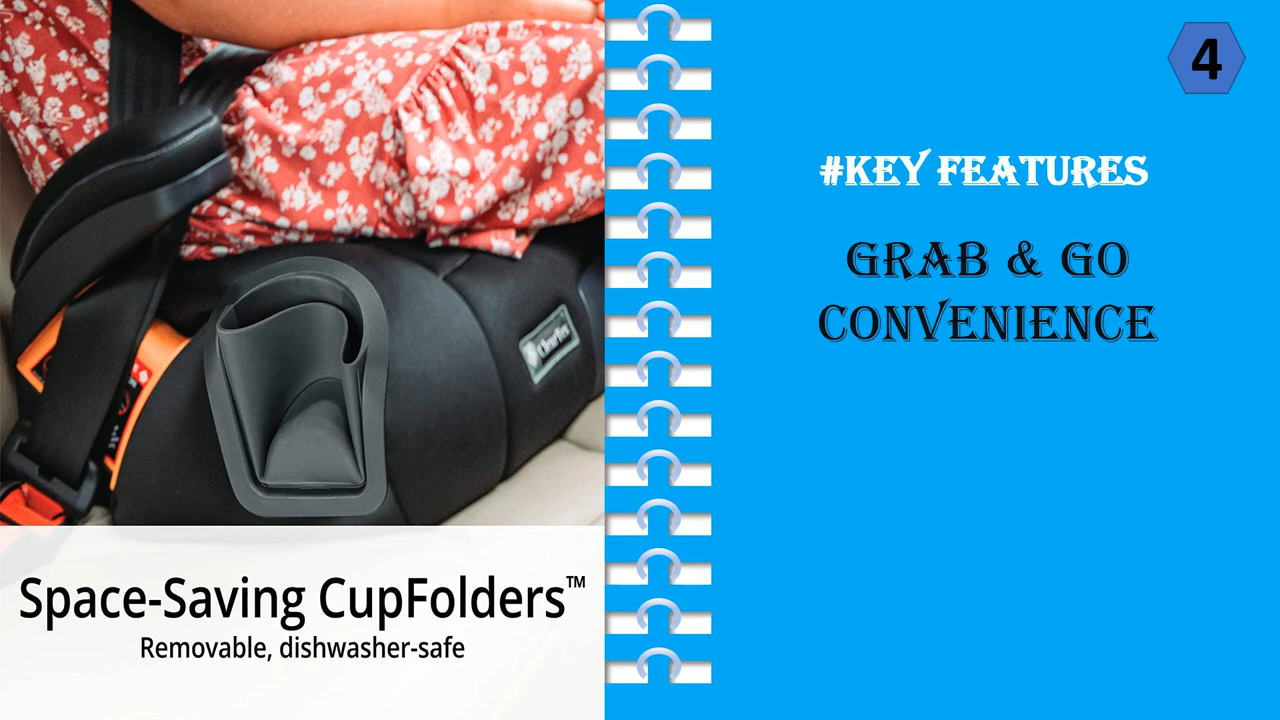 Space-Saving CupFolders™
Removable, dishwasher-safe
4
#KEY FEATURES
GRAB & GO
CONVENIENCE